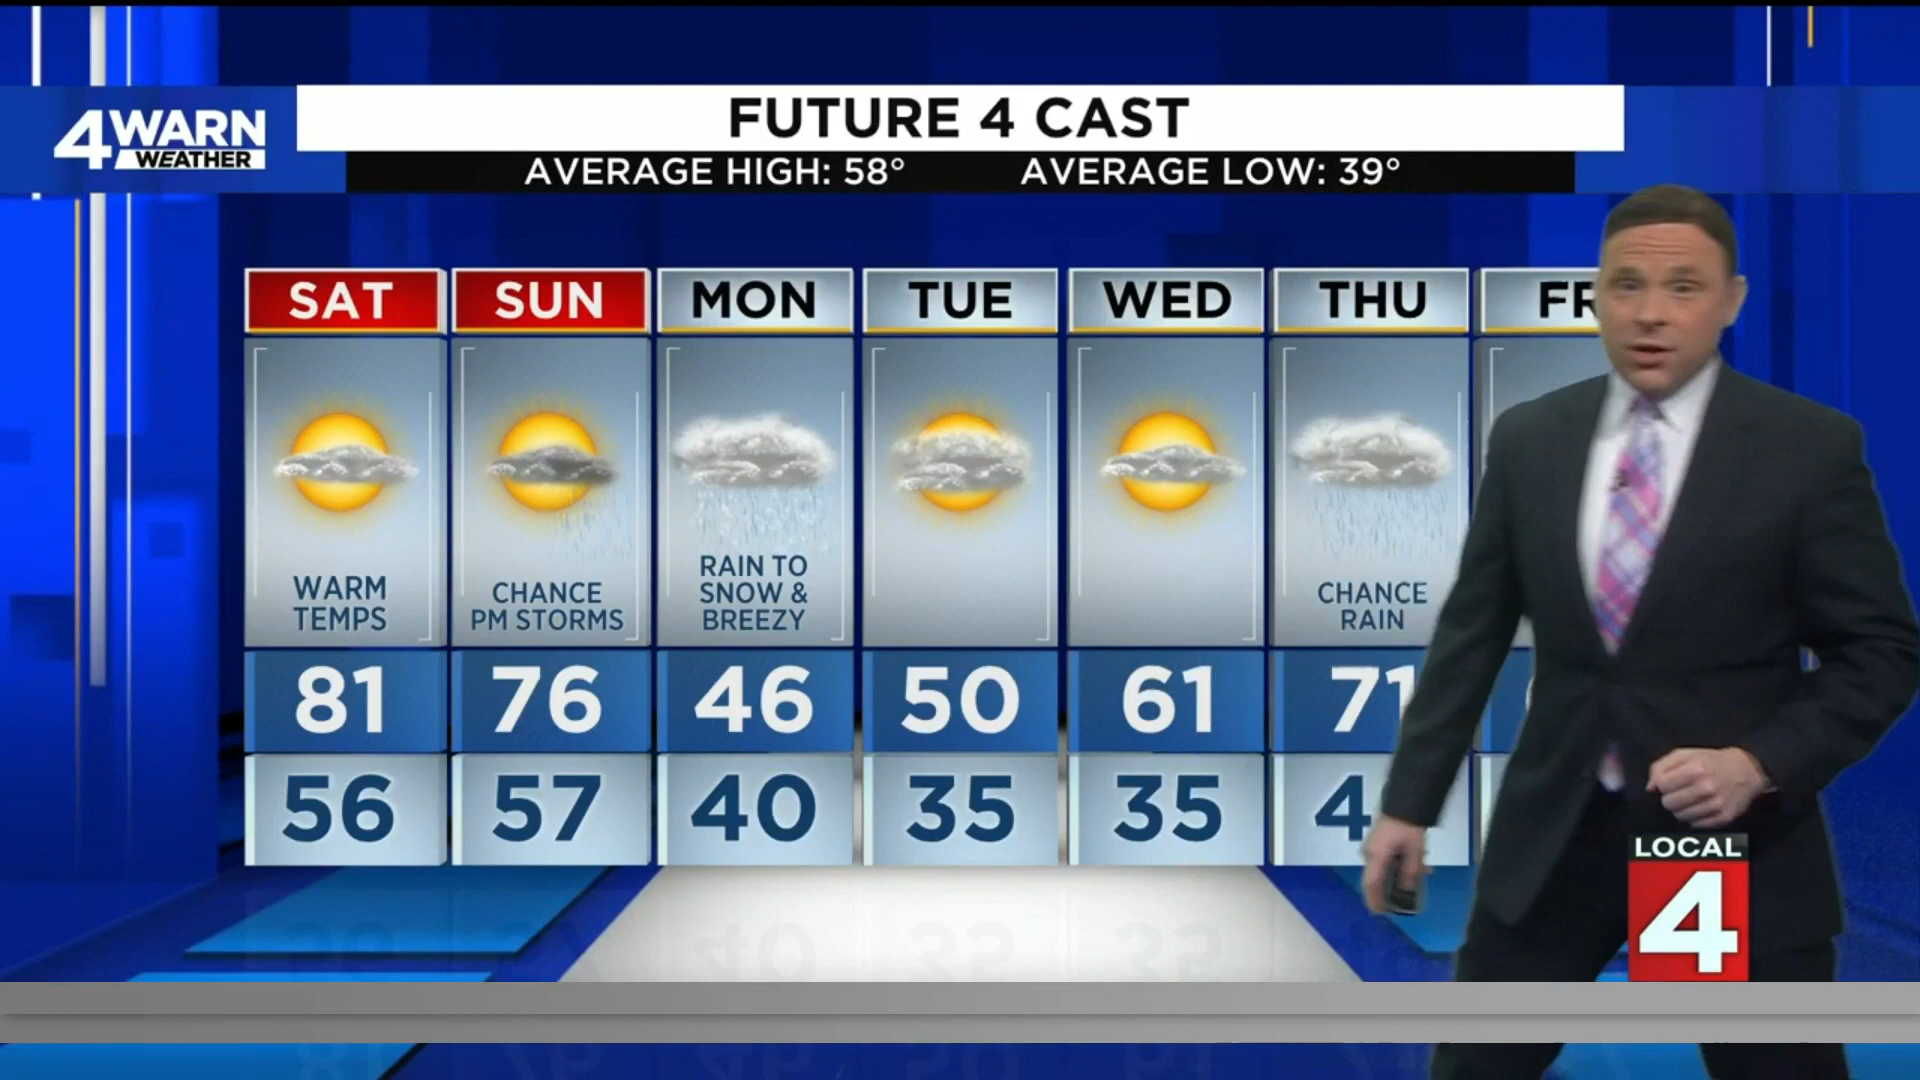 4WARN
WEATHER
FUTURE 4 CAST
AVERAGE HIGH: 58° AVERAGE LOW: 39°
SAT SUN MON TUE WED THU
WARM
TEMPS
CHANCE
PM STORMS
RAIN TO
SNOW &
BREEZY
CHANCE
RAIN
81 76 46 50 61 71
56 57 40 35 35
LOCAL
4